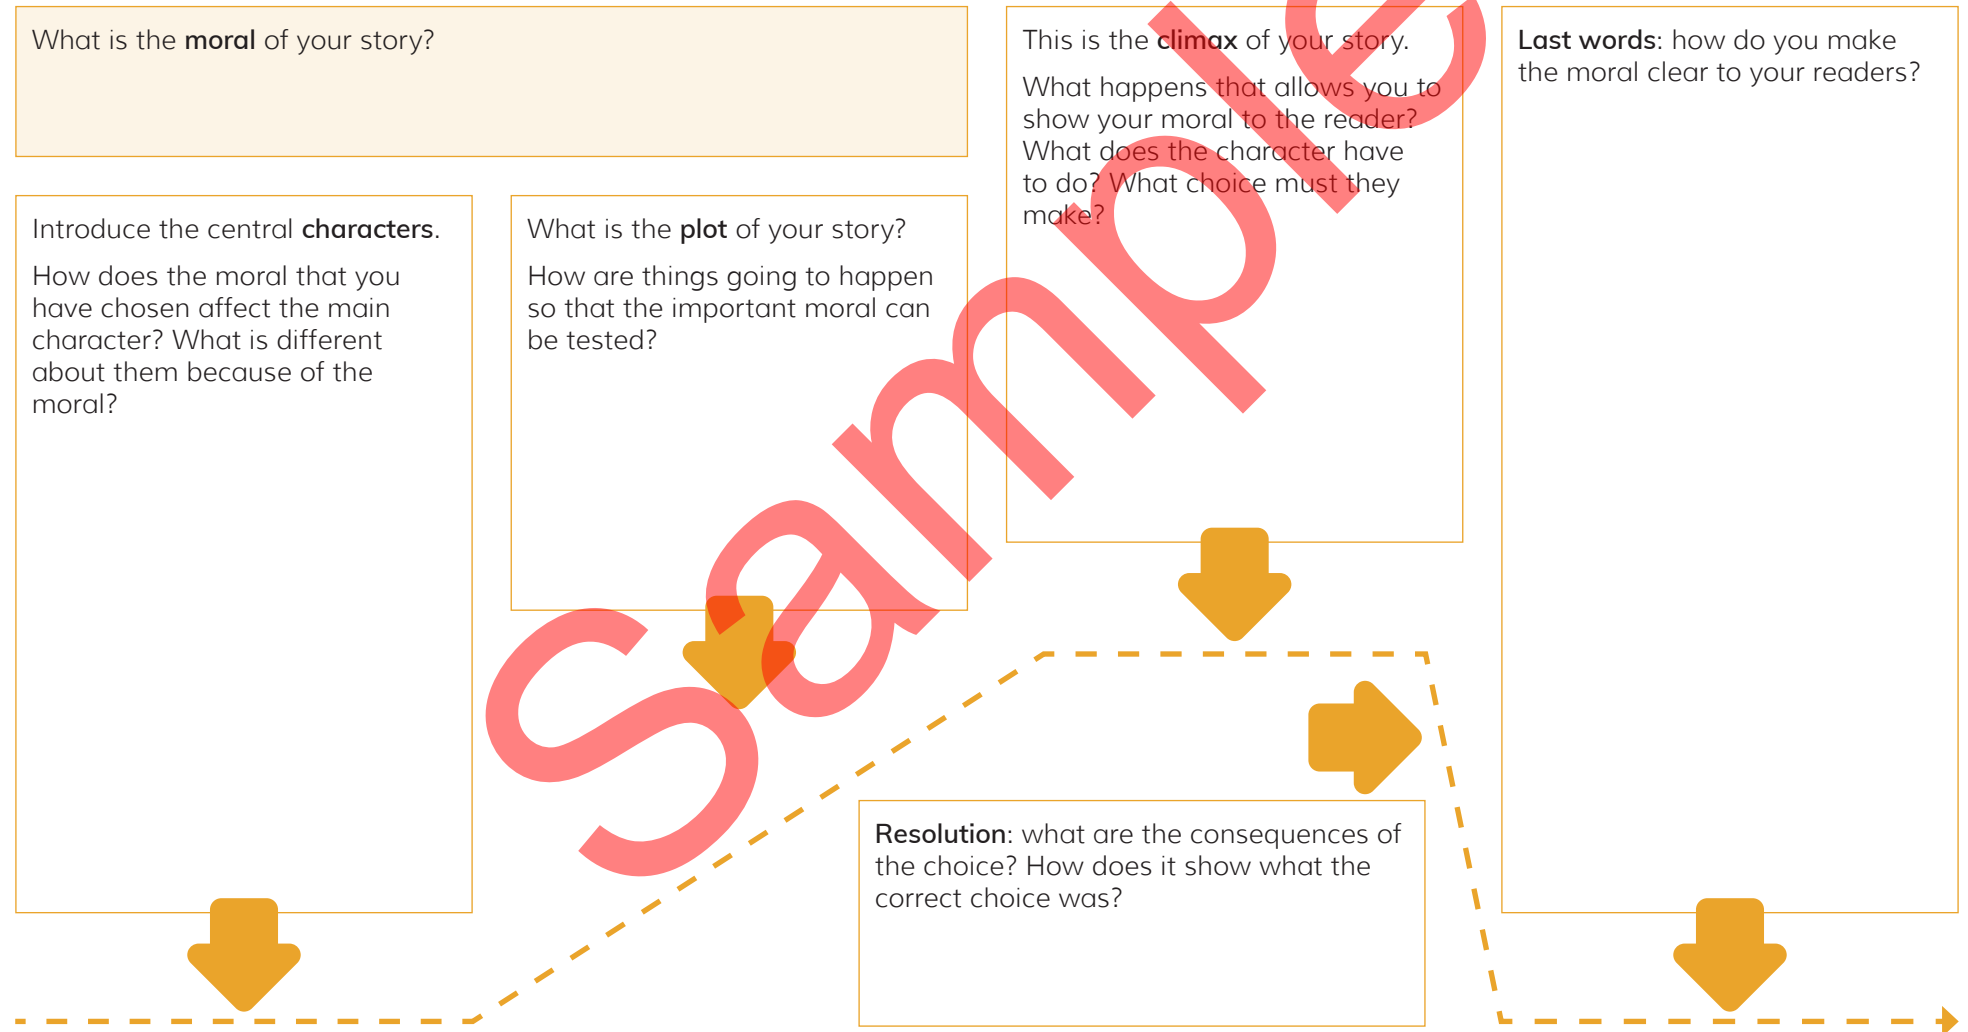 What is the moral of your story?
Introduce the central characters.
How does the moral that you
have chosen affect the main
character? What is different
about them because of the
moral?
What is the plot of your story?
How are things going to happen
so that the important moral can
be tested?
This is the climax of your story.
What happens that allows you to
show your moral to the reader?
What does the character have
to do? What choice must they
make?
Resolution: what are the consequences of
the choice? How does it show what the
correct choice was?
Last words: how do you make
the moral clear to your readers?
Sample